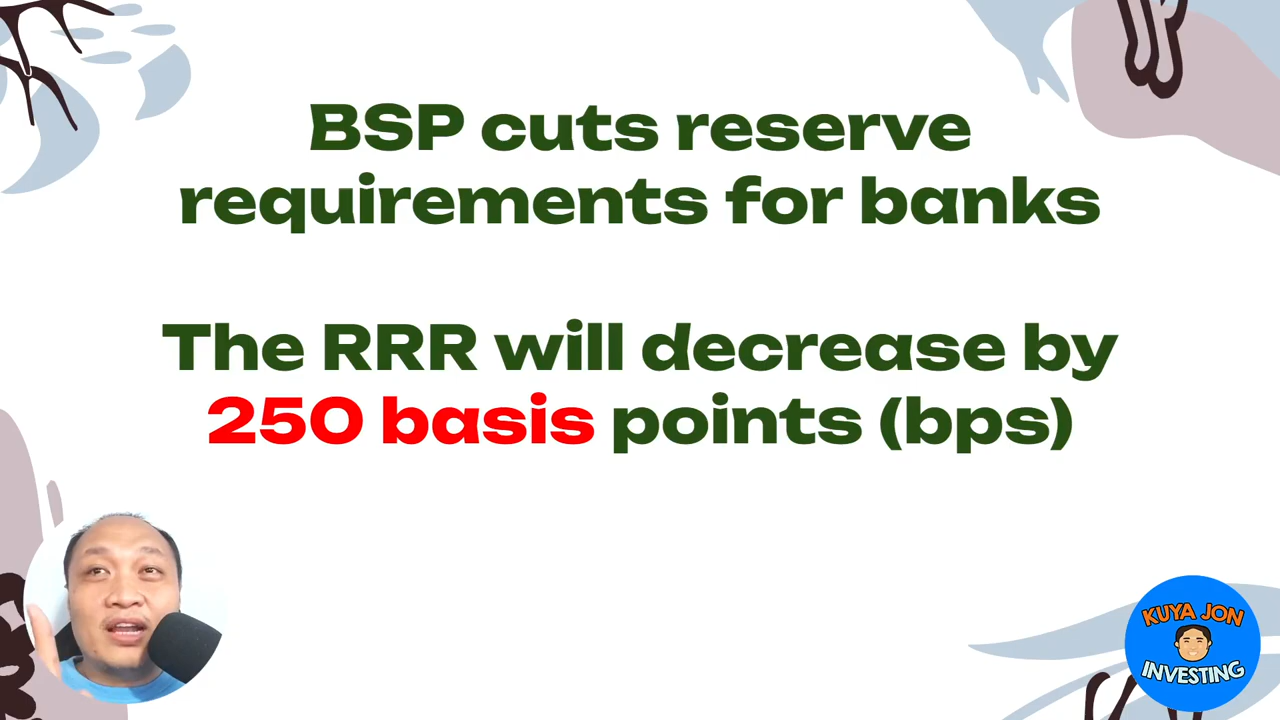 BSP cuts reserve
requirements for banks
The RRR will decrease by
250 basis points (bps)
KUYA JON
INVESTING